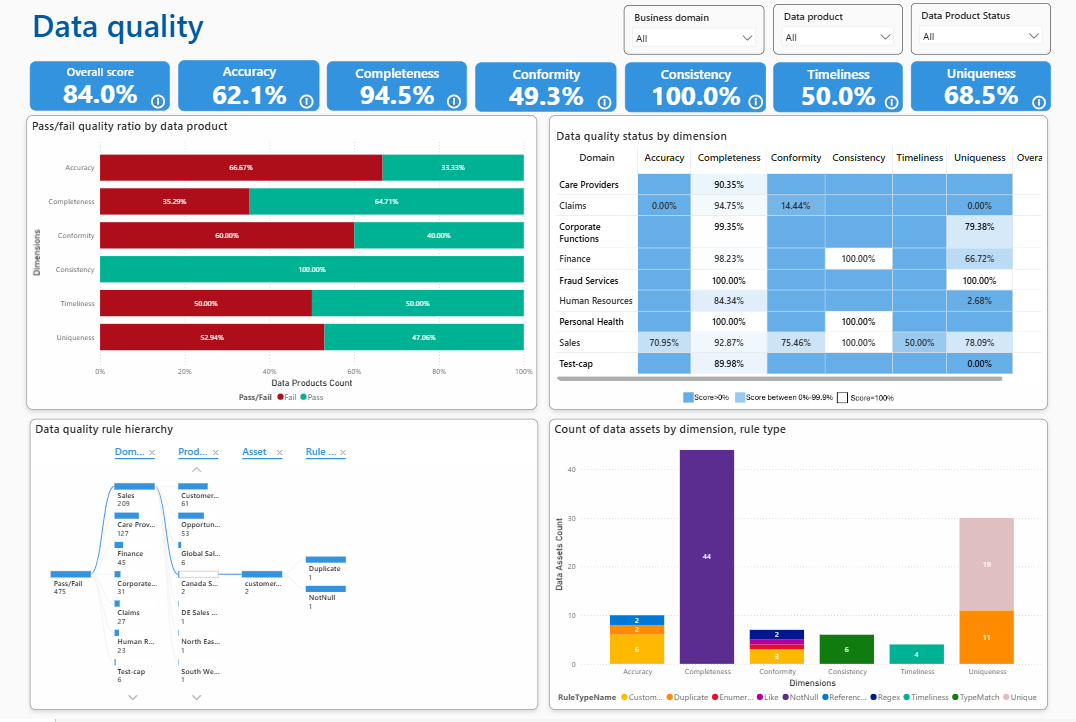 Data quality
Business domain
All
Data product
All
Data Product Status
All
Overall score
84.0%
Accuracy
62.1%
Completeness
94.5%
Conformity
49.3%
Consistency
100.0%
Timeliness
50.0%
Uniqueness
68.5%
Pass/fail quality ratio by data product
Dimensions
Accuracy 66.67% 33.33%
Completeness 35.29% 64.71%
Conformity 60.00% 40.00%
Consistency 100.00%
Timeliness 50.00% 50.00%
Uniqueness 52.94% 47.06%
0% 20% 40% 60% 80% 100%
Data Products Count
Pass/Fail Fail Pass
Data quality status by dimension
Domain Accuracy Completeness Conformity Consistency Timeliness Uniqueness Overa
Care Providers 90.35%
Claims 0.00% 94.75% 14.44% 0.00%
Corporate
Functions 99.35% 79.38%
Finance 98.23% 100.00% 66.72%
Fraud Services 100.00% 100.00%
Human Resources 84.34% 2.68%
Personal Health 100.00% 100.00%
Sales 70.95% 92.87% 75.46% 100.00% 50.00% 78.09%
Test-cap 89.98% 0.00%
Score>0% Score between 0%-99.9% Score=100%
Data quality rule hierarchy
Dom... Prod... Asset Rule ...
Pass/Fail
475
Sales
209
Care Prov...
127
Finance
45
Corporate...
31
Claims
27
Human R...
23
Test-cap
6
Customer...
61
Opportun...
53
Global Sal...
6
Canada S...
2
DE Sales ...
1
North Eas...
1
South We...
1
customer...
2
Duplicate
1
NotNull
1
Count of data assets by dimension, rule type
Data Assets Count
40
30
20
10
0
2
2
6
44
2
3
6
4
19
11
Accuracy Completeness Conformity Consistency Timeliness Uniqueness
Dimensions
RuleTypeName Custom... Duplicate Enumer... Like NotNull Referenc... Regex Timeliness TypeMatch Unique